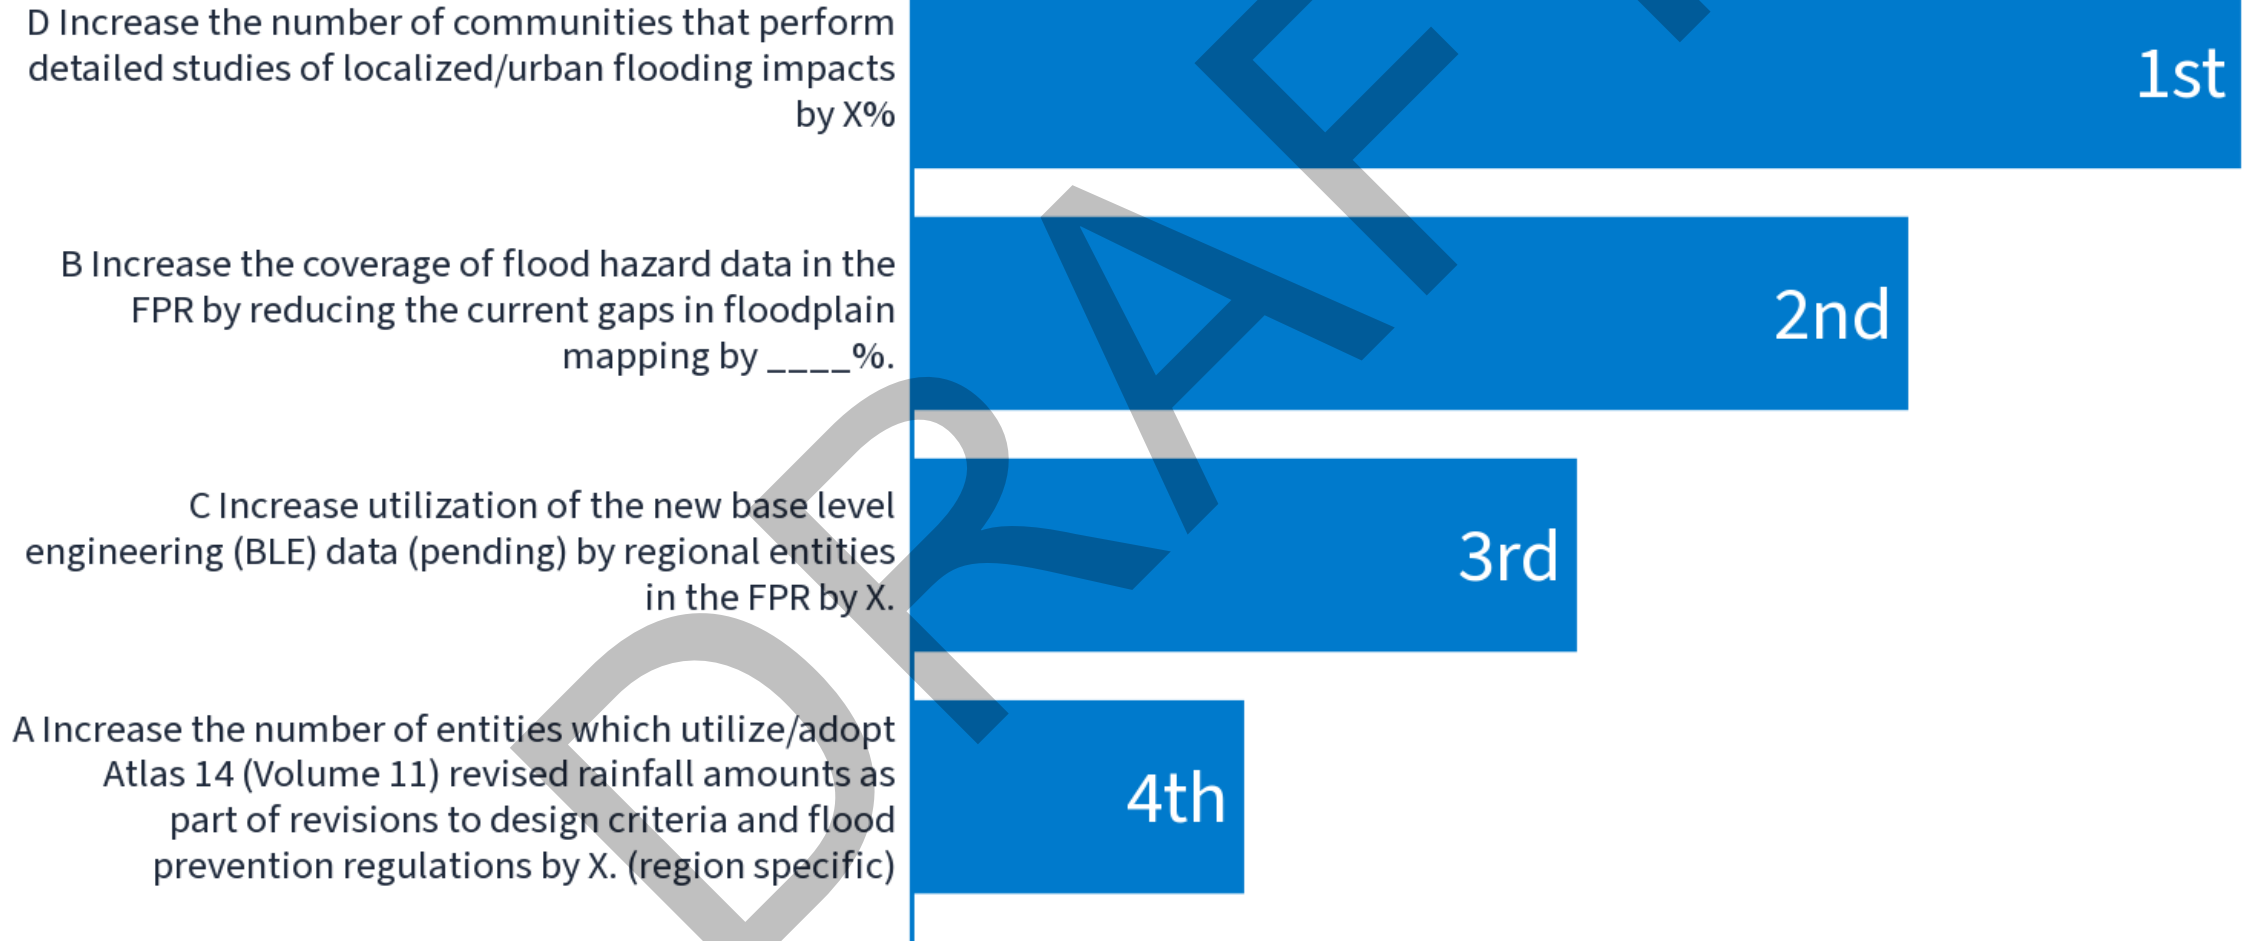 D Increase the number of communities that perform
detailed studies of localized/urban flooding impacts
by X%
1st
B Increase the coverage of flood hazard data in the
FPR by reducing the current gaps in floodplain
mapping by ____%.
2nd
C Increase utilization of the new base level
engineering (BLE) data (pending) by regional entities
in the FPR by X.
3rd
A Increase the number of entities which utilize/adopt
Atlas 14 (Volume 11) revised rainfall amounts as
part of revisions to design criteria and flood
prevention regulations by X. (region specific)
4th
DRAFT